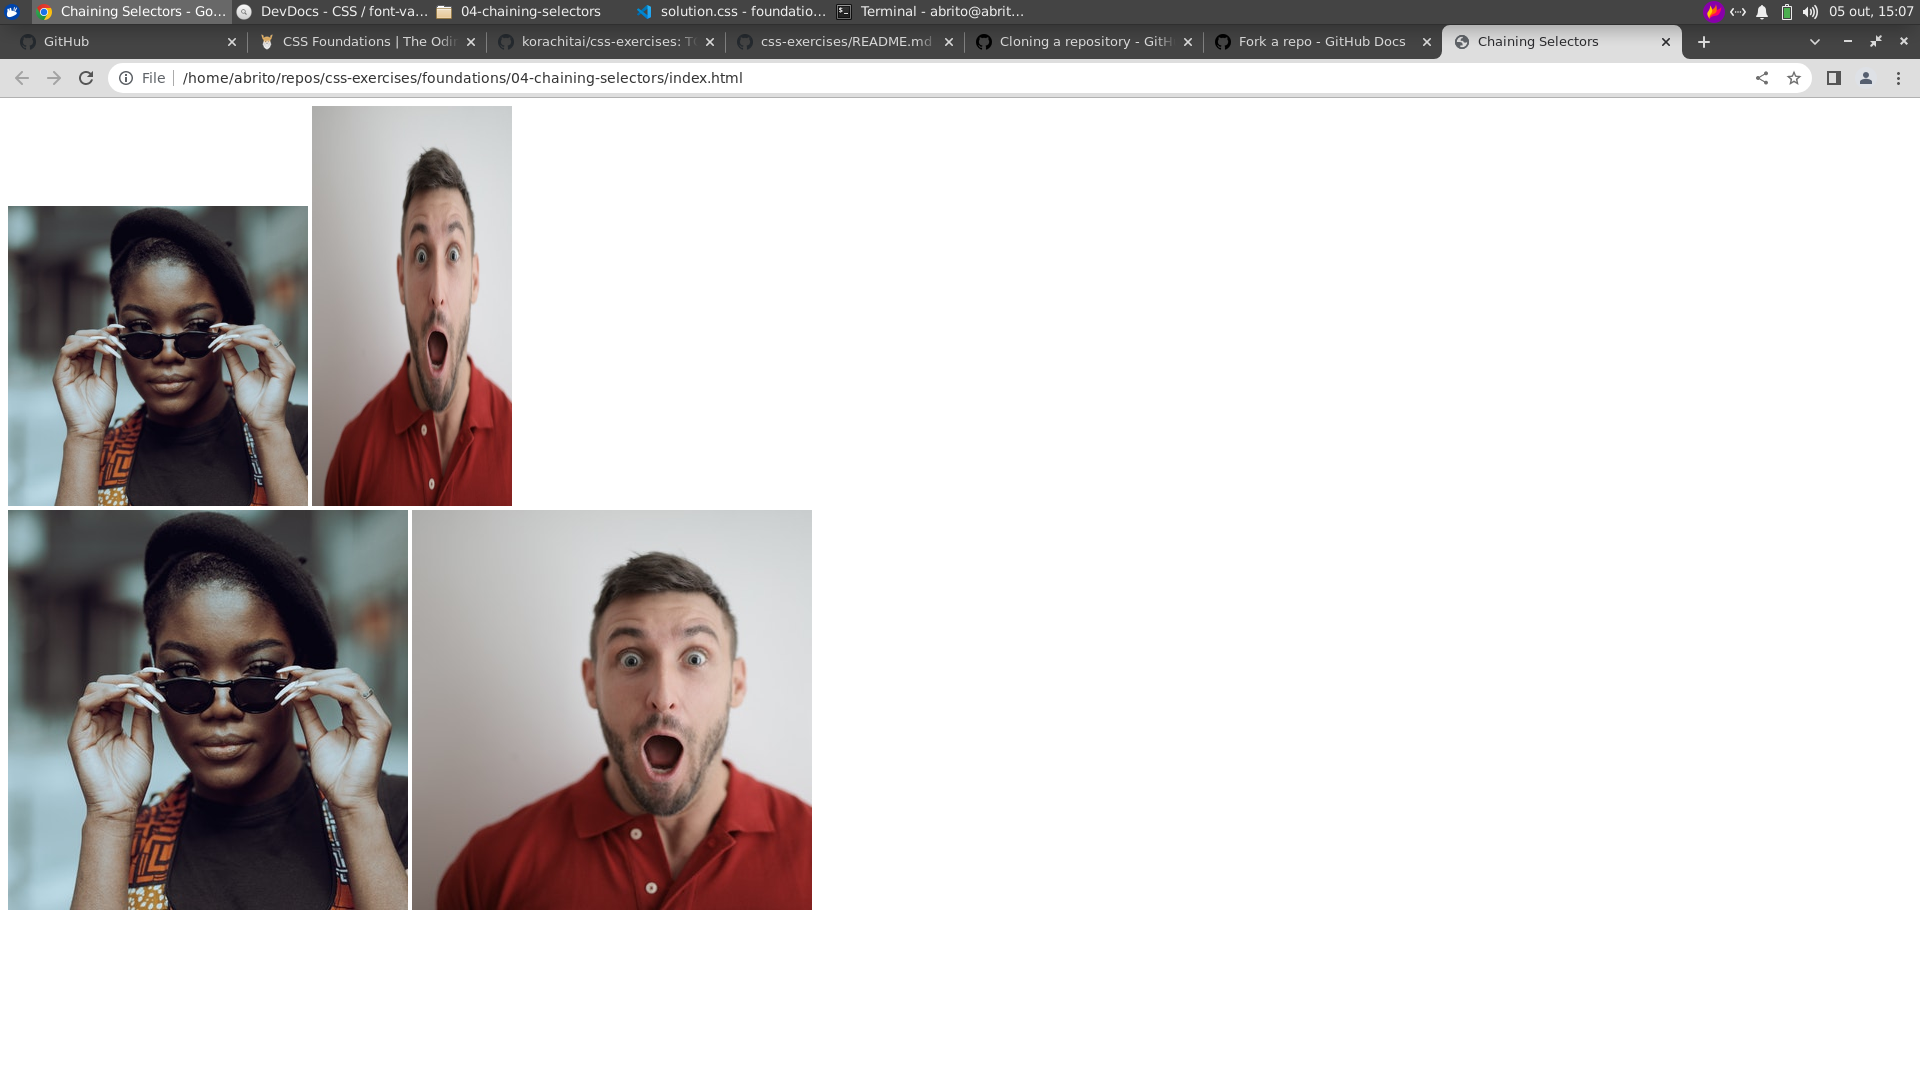 Chaining Selectors - Go...
DevDocs - CSS / font-va...
04-chaining-selectors
solution.css - foundatio...
Terminal - abrito@abrit...
05 out, 15:07
GitHub
CSS Foundations | The Odin
korachitai/css-exercises: T
css-exercises/README.md
Cloning a repository - GitH
Fork a repo - GitHub Docs
Chaining Selectors
File
/home/abrito/repos/css-exercises/foundations/04-chaining-selectors/index.html